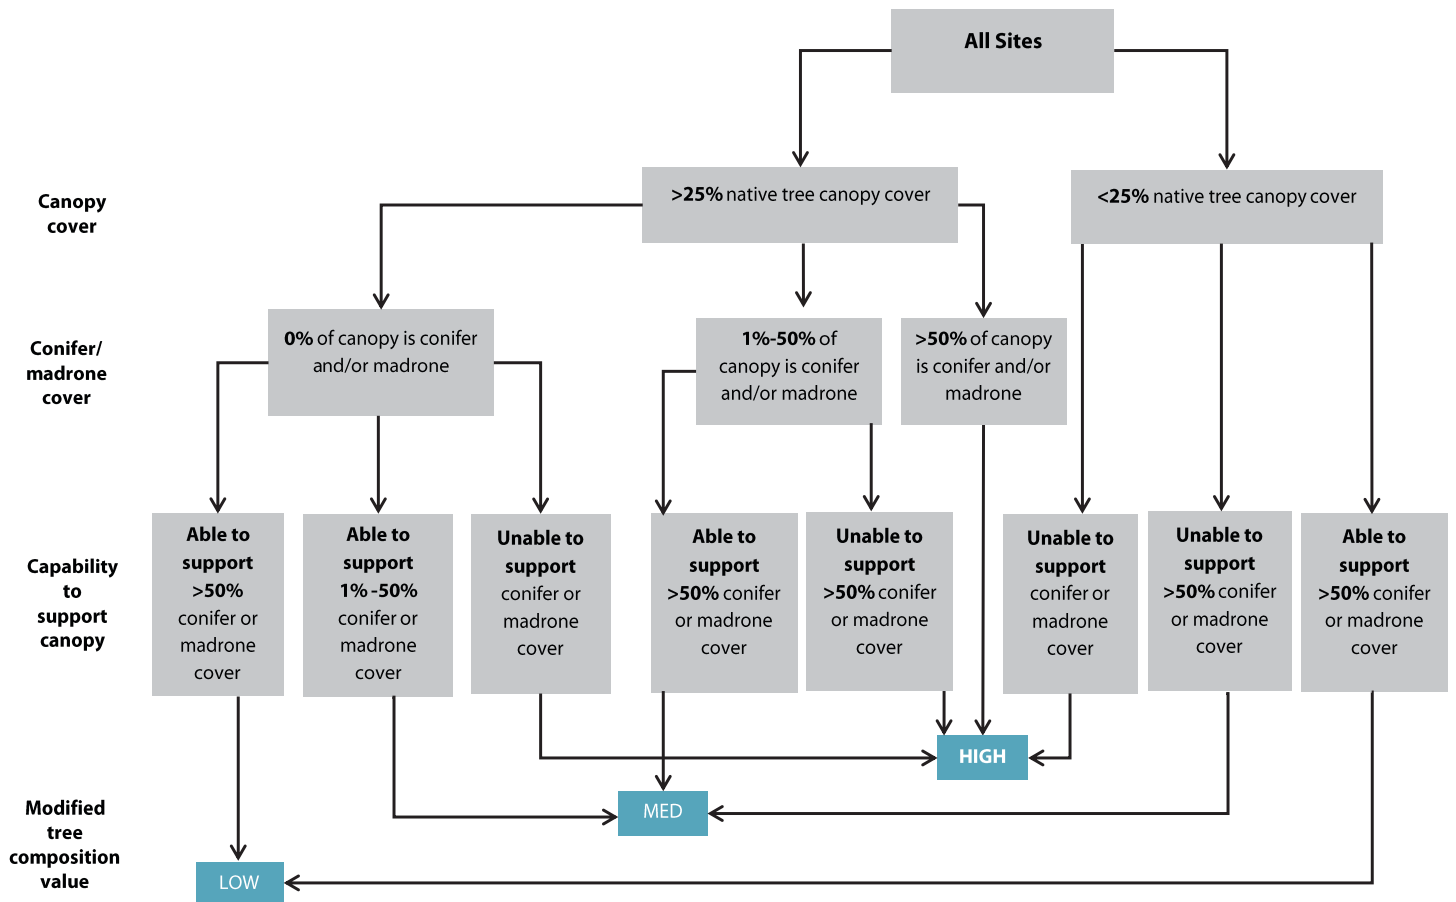 All Sites
Canopy
cover
>25% native tree canopy cover
<25% native tree canopy cover
Conifer/
madrone
cover
0% of canopy is conifer
and/or madrone
1%-50% of
canopy is conifer
and/or madrone
>50% of canopy
is conifer and/or
madrone
Capability
to
support
canopy
Able to
support
>50%
conifer or
madrone
cover
Able to
support
1% -50%
conifer or
madrone
cover
Unable to
support
conifer or
madrone
cover
Able to
support
>50% conifer
or madrone
cover
Unable to
support
>50% conifer
or madrone
cover
Unable to
support
conifer or
madrone
cover
Unable to
support
>50% conifer
or madrone
cover
Able to
support
>50% conifer
or madrone
cover
HIGH
MED
Modified
tree
composition
value
LOW